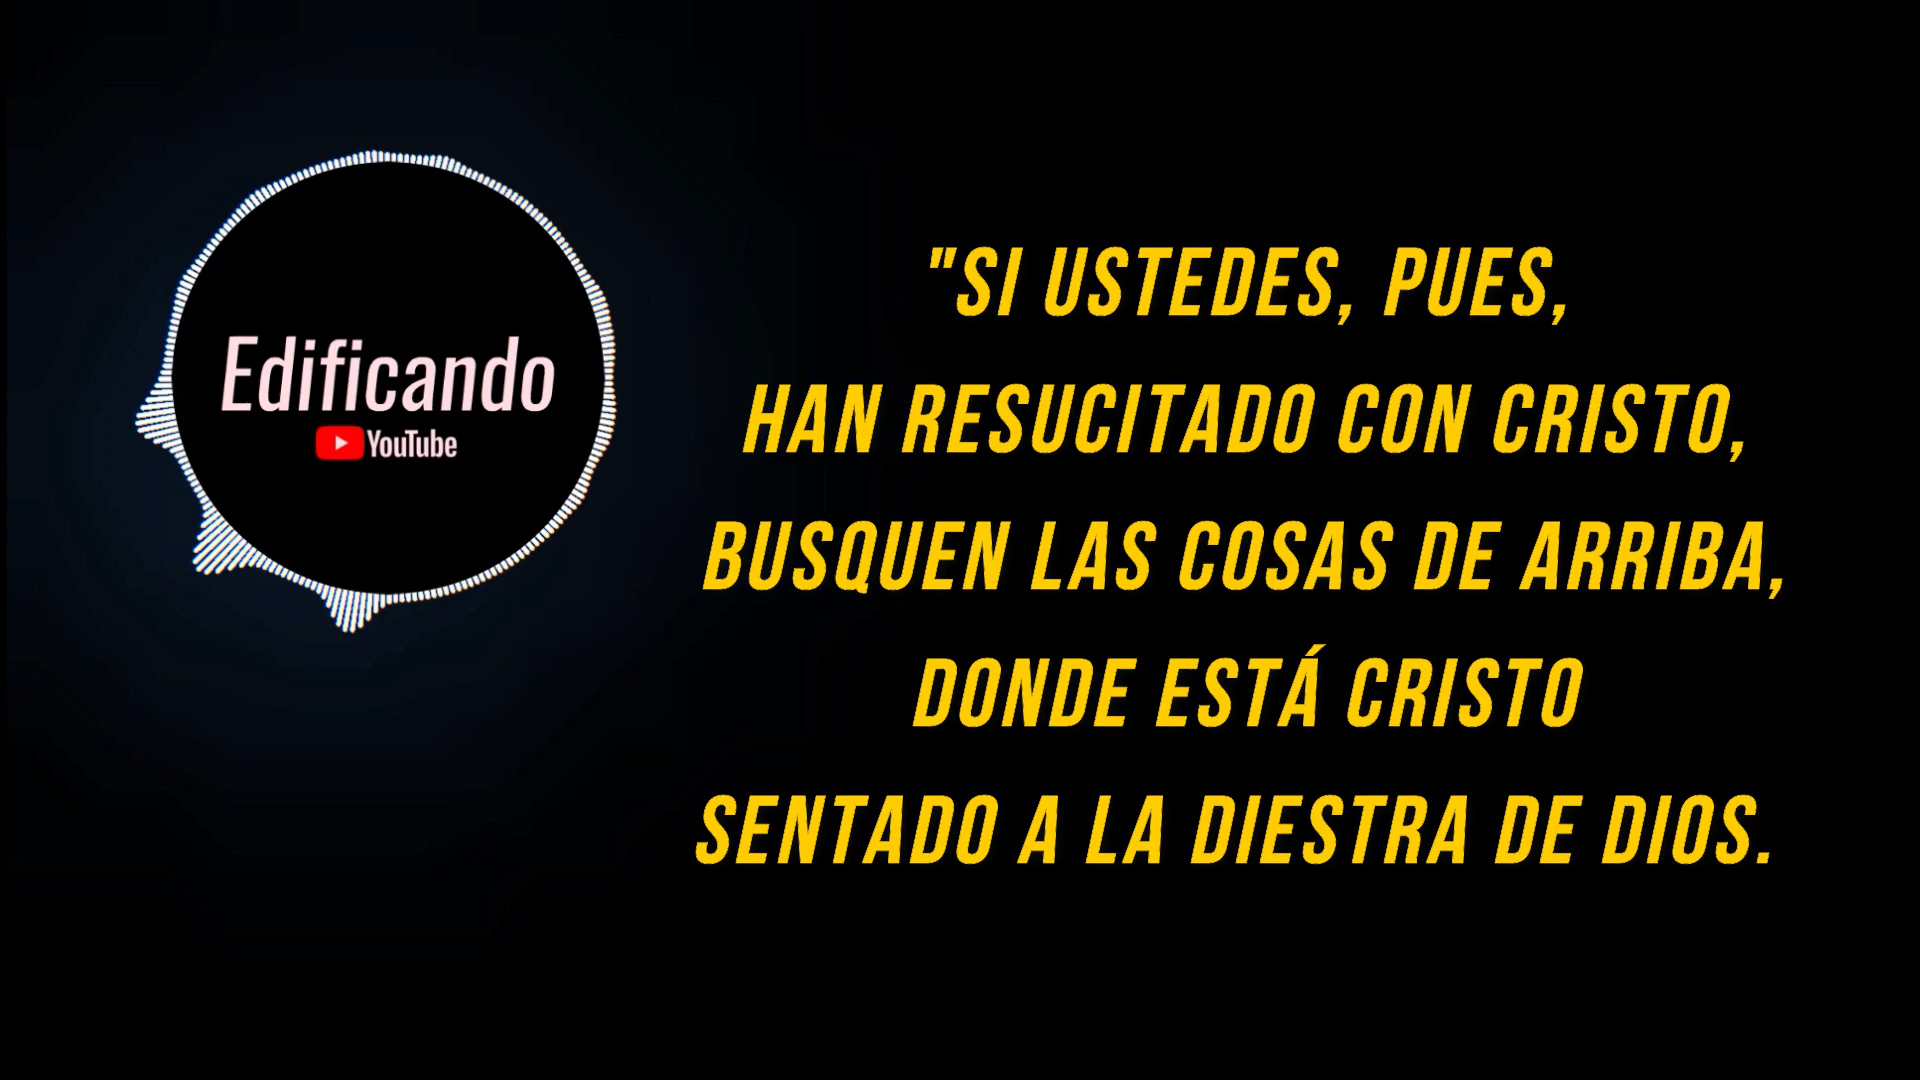 Edificando
YouTube
"SI USTEDES, PUES,
HAN RESUCITADO CON CRISTO,
BUSQUEN LAS COSAS DE ARRIBA,
DONDE ESTÁ CRISTO
SENTADO A LA DIESTRA DE DIOS.